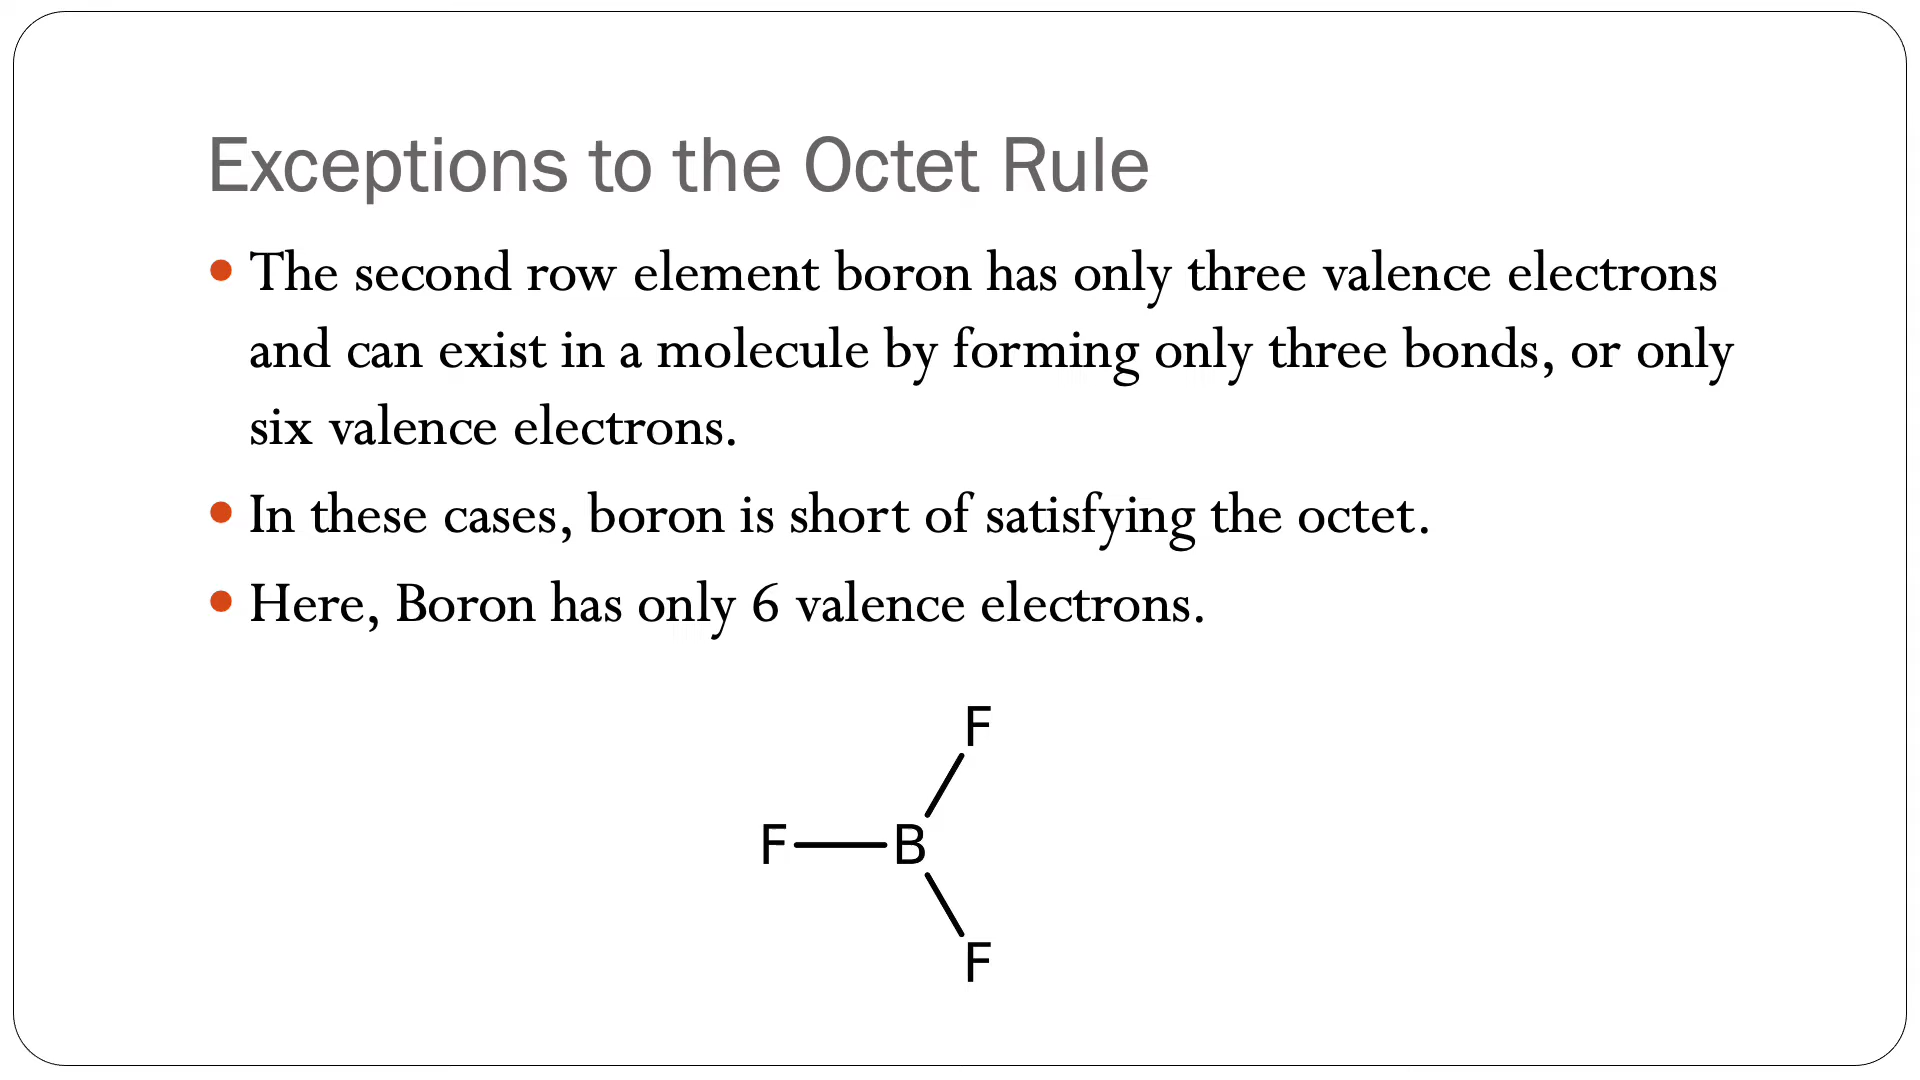 Exceptions to the Octet Rule
The second row element boron has only three valence electrons
and can exist in a molecule by forming only three bonds, or only
six valence electrons.
In these cases, boron is short of satisfying the octet.
Here, Boron has only 6 valence electrons.
F
F B
F